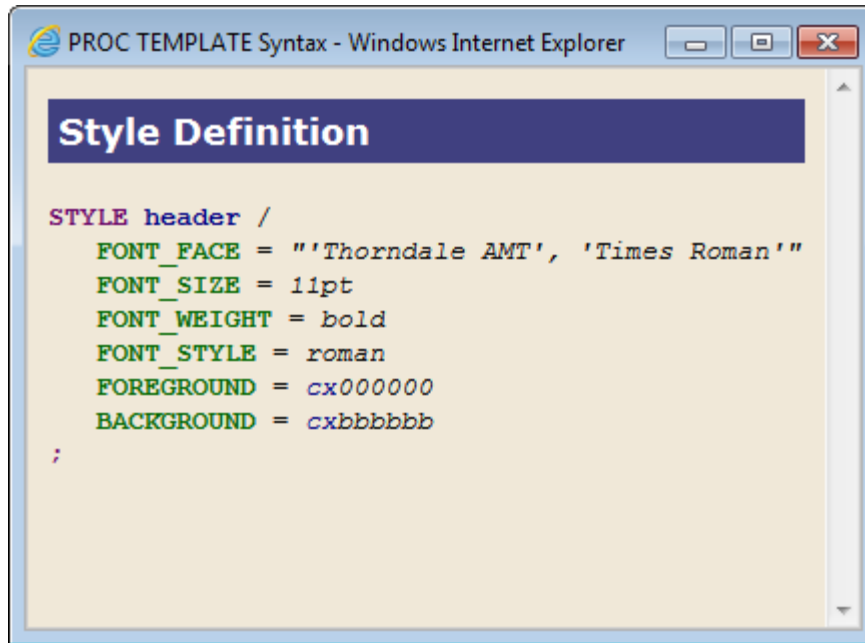 PROC TEMPLATE Syntax - Windows Internet Explorer
Style Definition
STYLE header /
FONT_FACE = "'Thorndale AMT', 'Times Roman'"
FONT_SIZE = 11pt
FONT_WEIGHT = bold
FONT_STYLE = roman
FOREGROUND = cx000000
BACKGROUND = cxbbbbbb
;